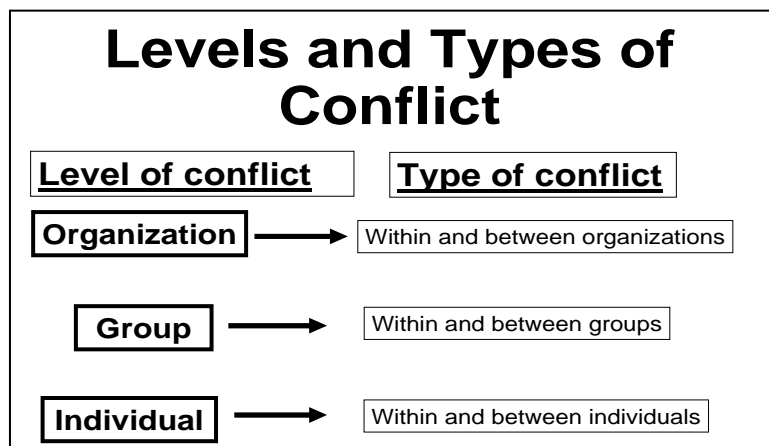 Levels and Types of
Conflict
Level of conflict
Type of conflict
Organization
Within and between organizations
Group
Within and between groups
Individual
Within and between individuals